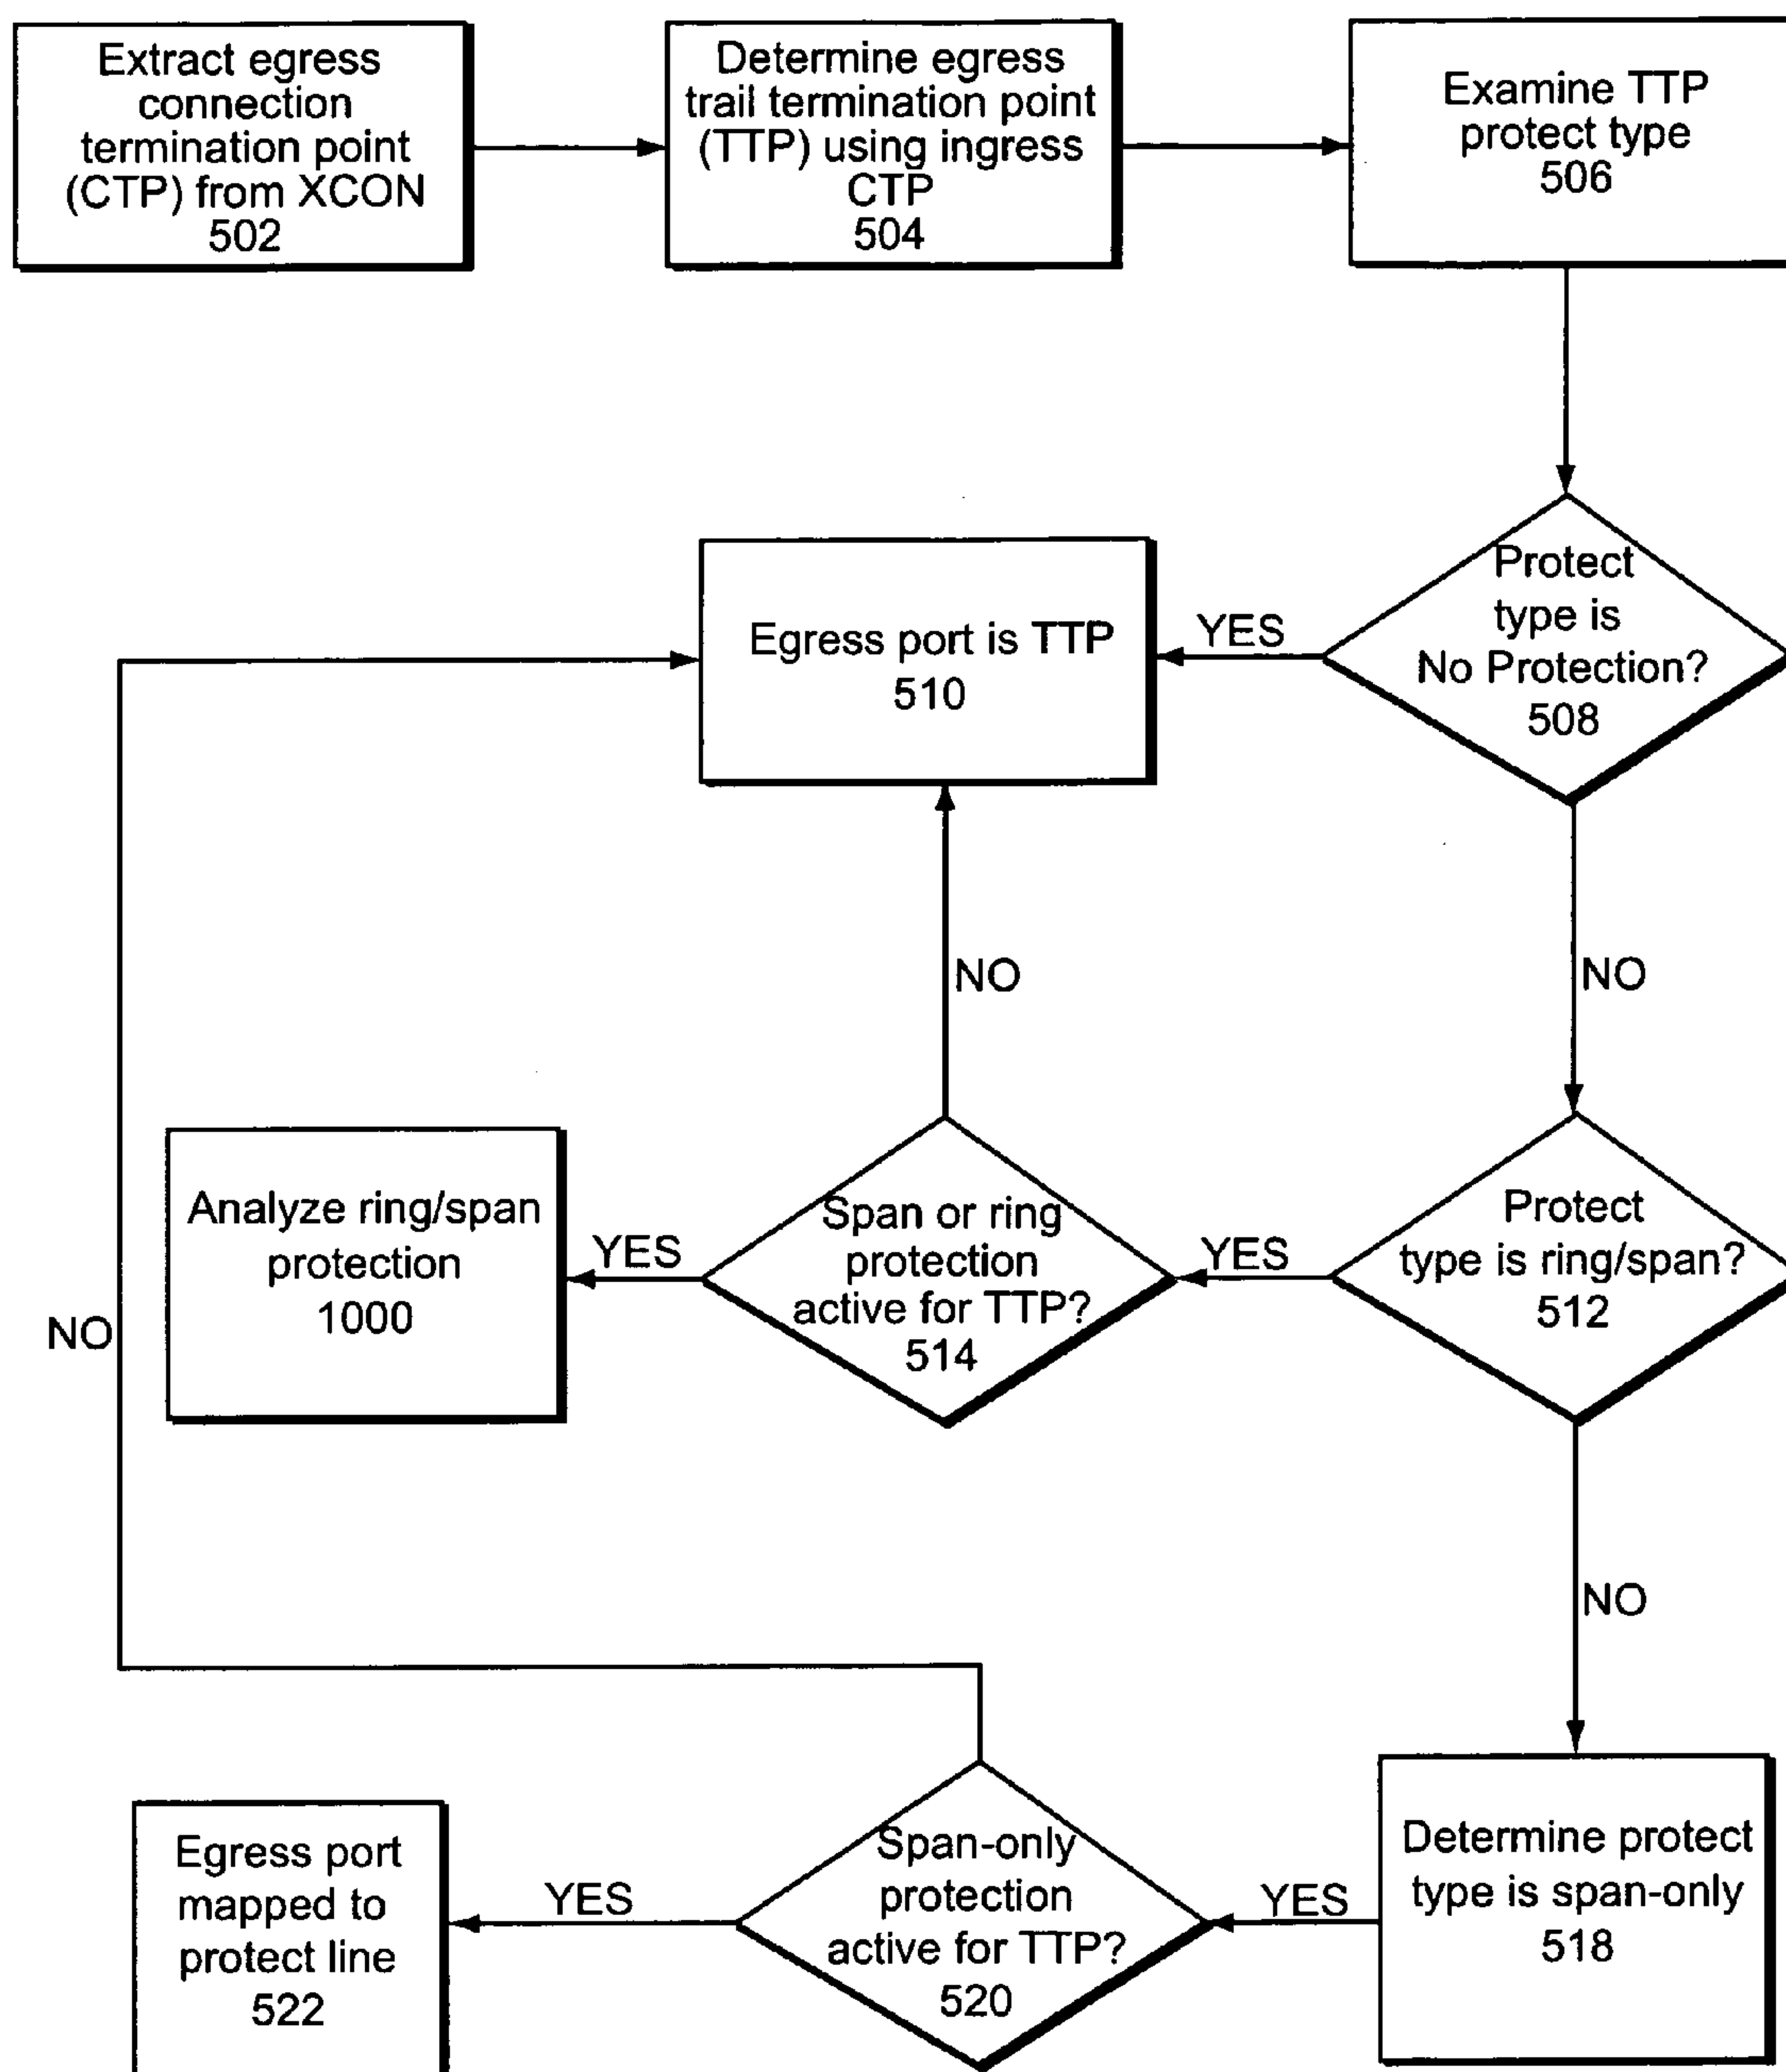 Extract egress
connection
termination point
(CTP) from XCON
502
Determine egress
trail termination point
(TTP) using ingress
CTP
504
Examine TTP
protect type
506
Protect
type is
No Protection?
508
YES
Egress port is TTP
510
NO
NO
Protect
type is ring/span?
512
YES
Span or ring
protection
active for TTP?
514
YES
Analyze ring/span
protection
1000
NO
NO
Determine protect
type is span-only
518
YES
Span-only
protection
active for TTP?
520
YES
Egress port
mapped to
protect line
522